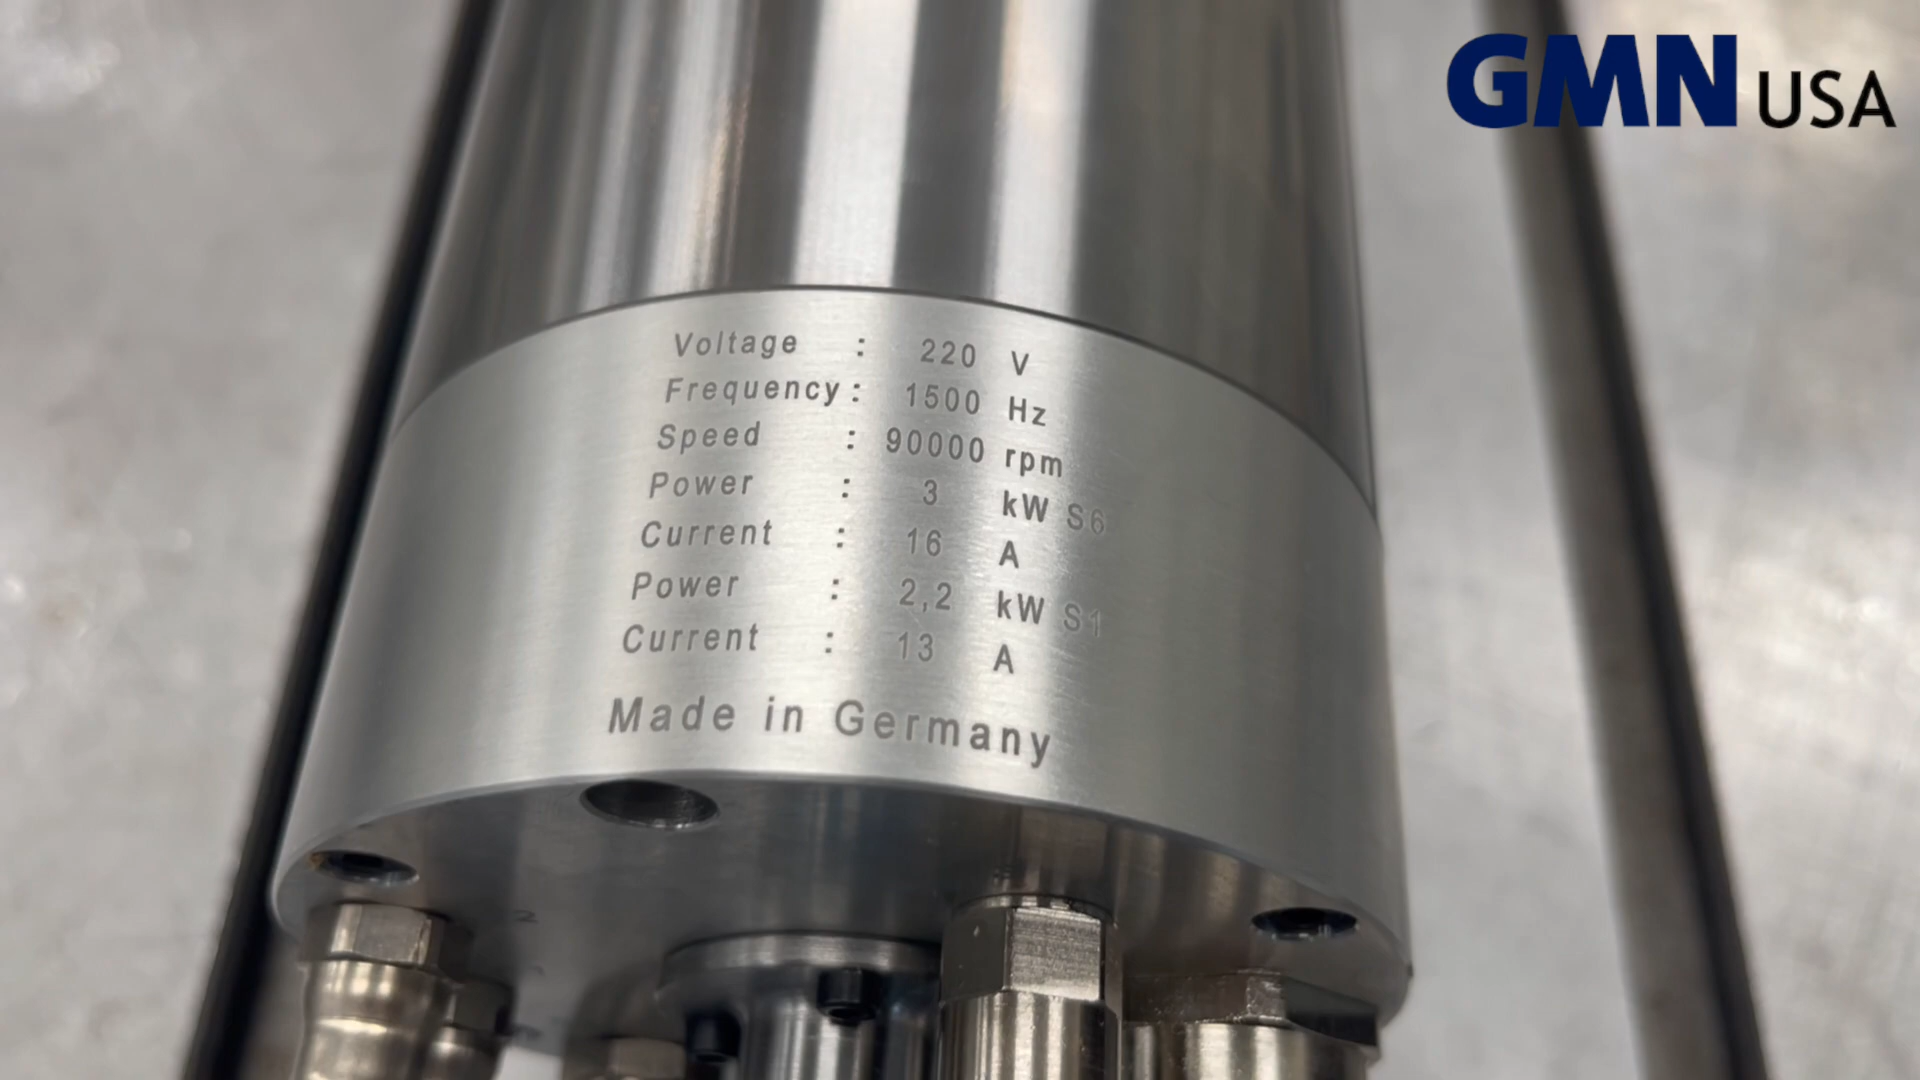 GMN USA
Voltage : 220 V
Frequency: 1500 Hz
Speed : 90000 rpm
Power : 3 kW S6
Current : 16 A
Power : 2,2 kW S1
Current : 13 A
Made in Germany